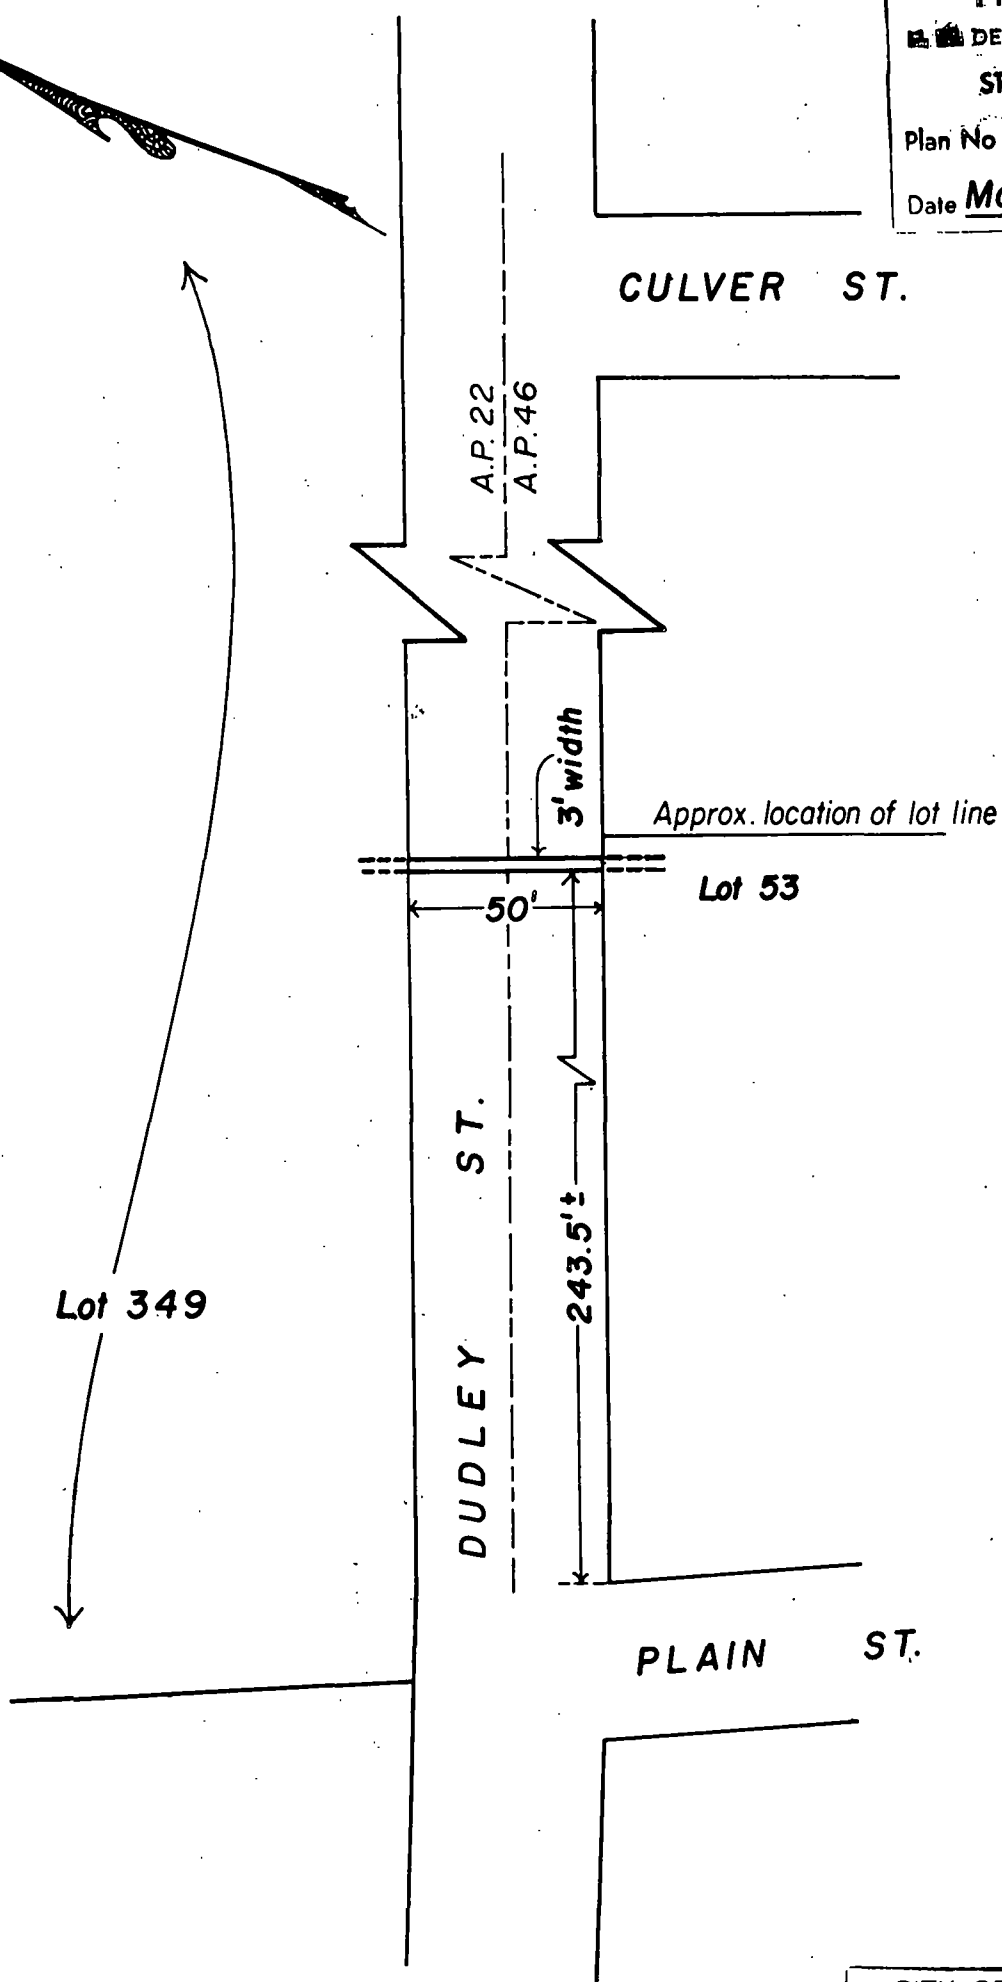 DE
ST
Plan No
Date Mc
CULVER ST.
A.P. 22
A.P. 46
3' width
Approx. location of lot line
Lot 53
50'
243.5' ±
DUDLEY ST.
Lot 349
PLAIN ST.